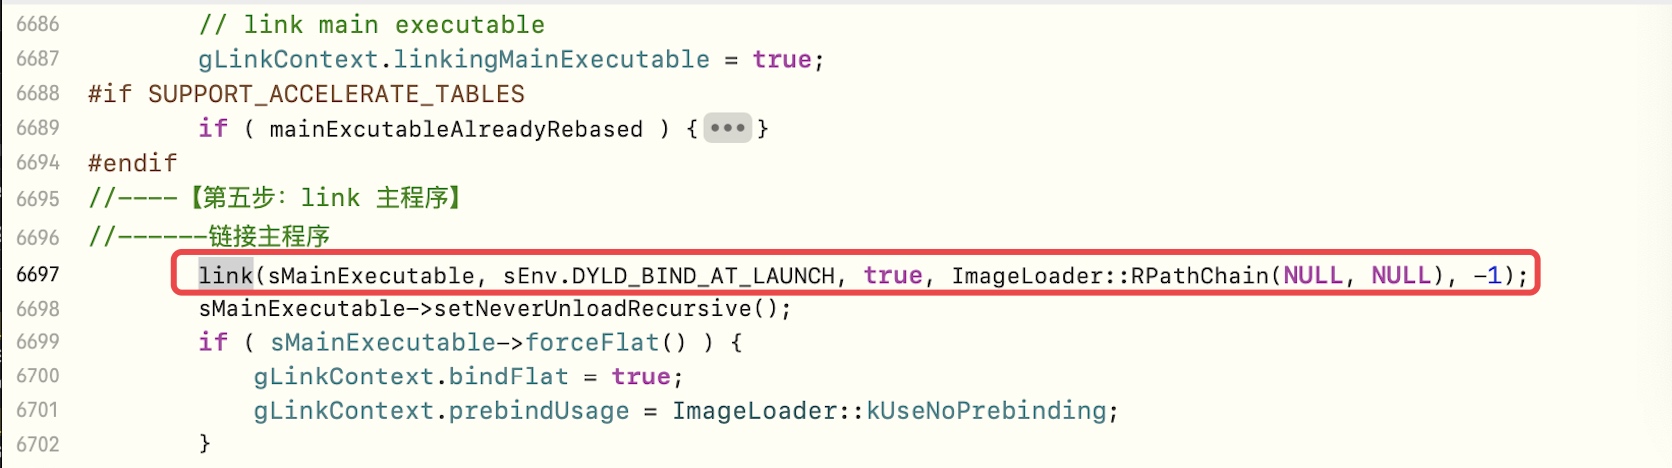 6686 // link main executable
6687 gLinkContext.linkingMainExecutable = true;
6688 #if SUPPORT_ACCELERATE_TABLES
6689 if ( mainExcutableAlreadyRebased ) {•••}
6694 #endif
6695 //----【第五步：link 主程序】
6696 //------链接主程序
6697 link(sMainExecutable, sEnv.DYLD_BIND_AT_LAUNCH, true, ImageLoader::RPathChain(NULL, NULL), -1);
6698 sMainExecutable->setNeverUnloadRecursive();
6699 if ( sMainExecutable->forceFlat() ) {
6700 gLinkContext.bindFlat = true;
6701 gLinkContext.prebindUsage = ImageLoader::kUseNoPrebinding;
6702 }